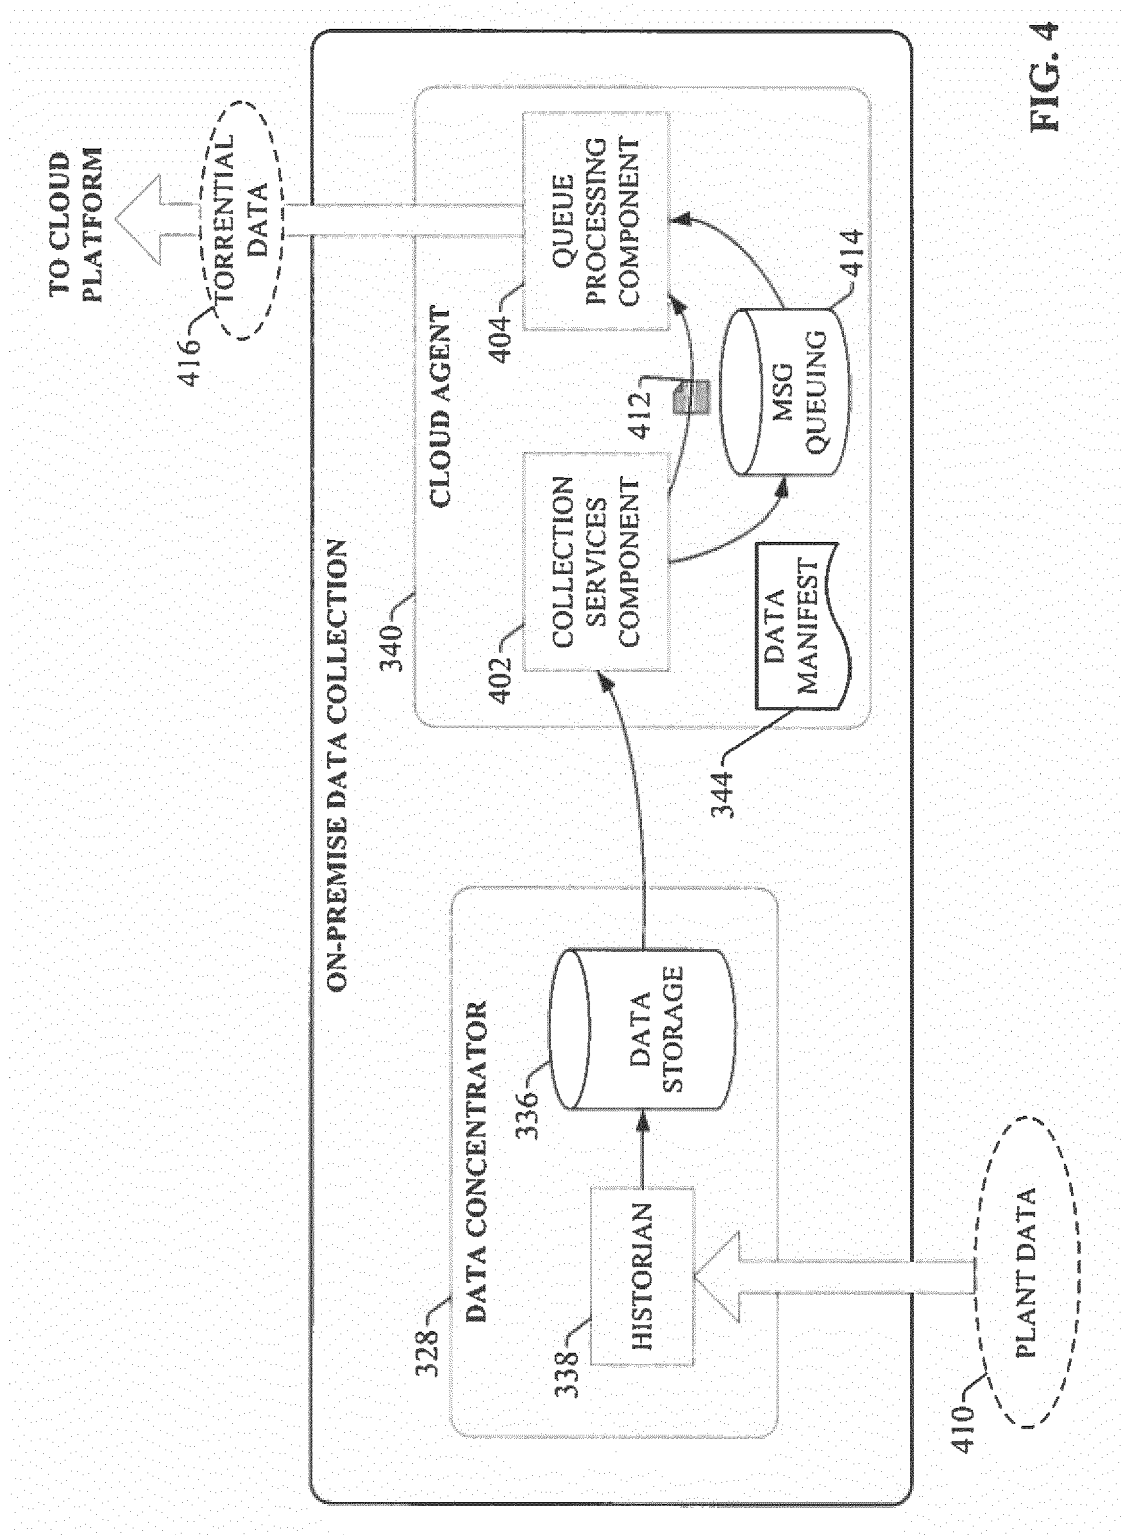 TO CLOUD
PLATFORM
416
TORRENTIAL
DATA
ON-PREMISE DATA COLLECTION
340
CLOUD AGENT
404
QUEUE
PROCESSING
COMPONENT
402
COLLECTION
SERVICES
COMPONENT
412
MSG
QUEUING
414
DATA
MANIFEST
344
328
DATA CONCENTRATOR
336
DATA
STORAGE
338
HISTORIAN
410
PLANT DATA
FIG. 4